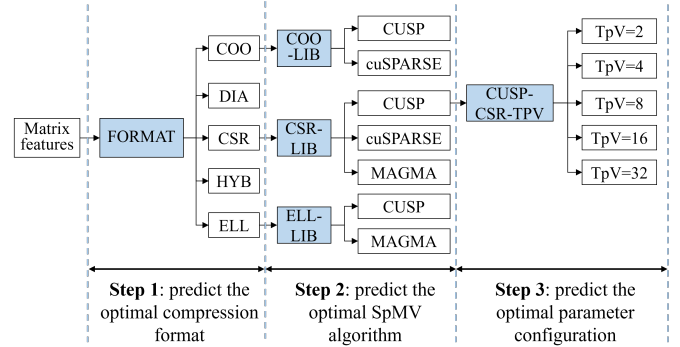 Matrix
features
FORMAT
COO
DIA
CSR
HYB
ELL
COO
-LIB
CSR-
LIB
ELL-
LIB
CUSP
cuSPARSE
CUSP
cuSPARSE
MAGMA
CUSP
MAGMA
CUSP-
CSR-TPV
TpV=2
TpV=4
TpV=8
TpV=16
TpV=32
Step 1: predict the
optimal compression
format
Step 2: predict the
optimal SpMV
algorithm
Step 3: predict the
optimal parameter
configuration